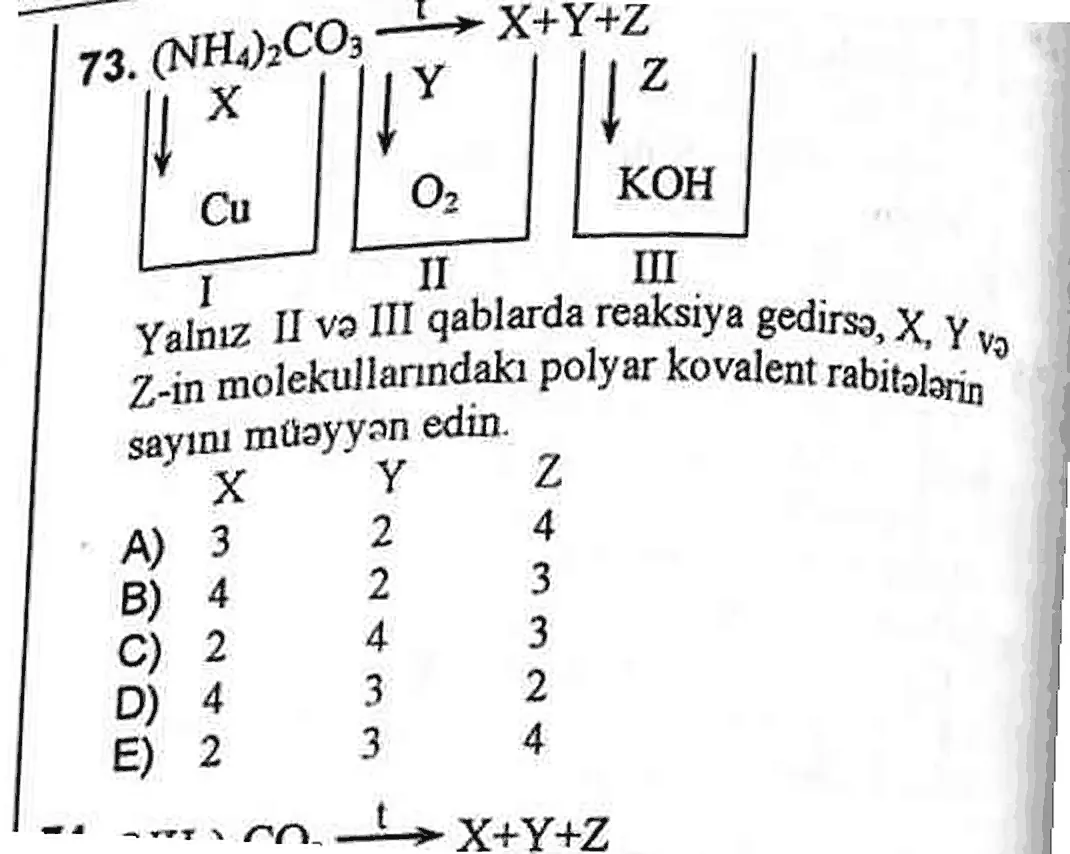 73. (NH₄)₂CO₃ —t→ X+Y+Z
X Y Z
Cu O₂ KOH
I II III
Yalnız II və III qablarda reaksiya gedirsə, X, Y və
Z-in molekullarındakı polyar kovalent rabitələrin
sayını müəyyən edin.
X Y Z
A) 3 2 4
B) 4 2 3
C) 2 4 3
D) 4 3 2
E) 2 3 4
t→ X+Y+Z